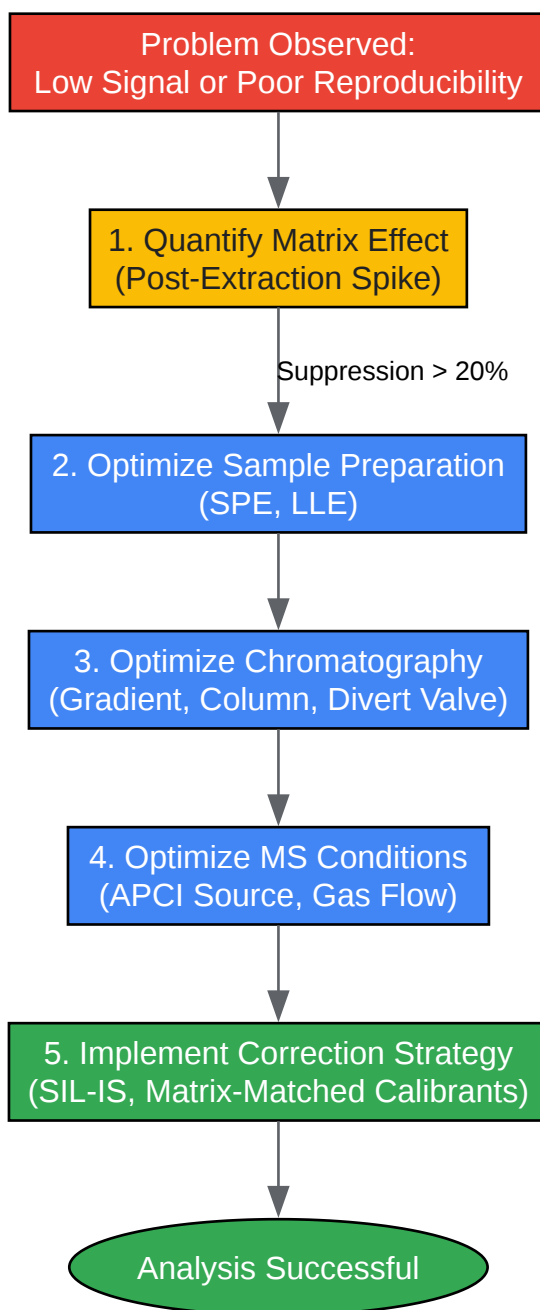 Problem Observed:
Low Signal or Poor Reproducibility
1. Quantify Matrix Effect
(Post-Extraction Spike)
Suppression > 20%
2. Optimize Sample Preparation
(SPE, LLE)
3. Optimize Chromatography
(Gradient, Column, Divert Valve)
4. Optimize MS Conditions
(APCI Source, Gas Flow)
5. Implement Correction Strategy
(SIL-IS, Matrix-Matched Calibrants)
Analysis Successful